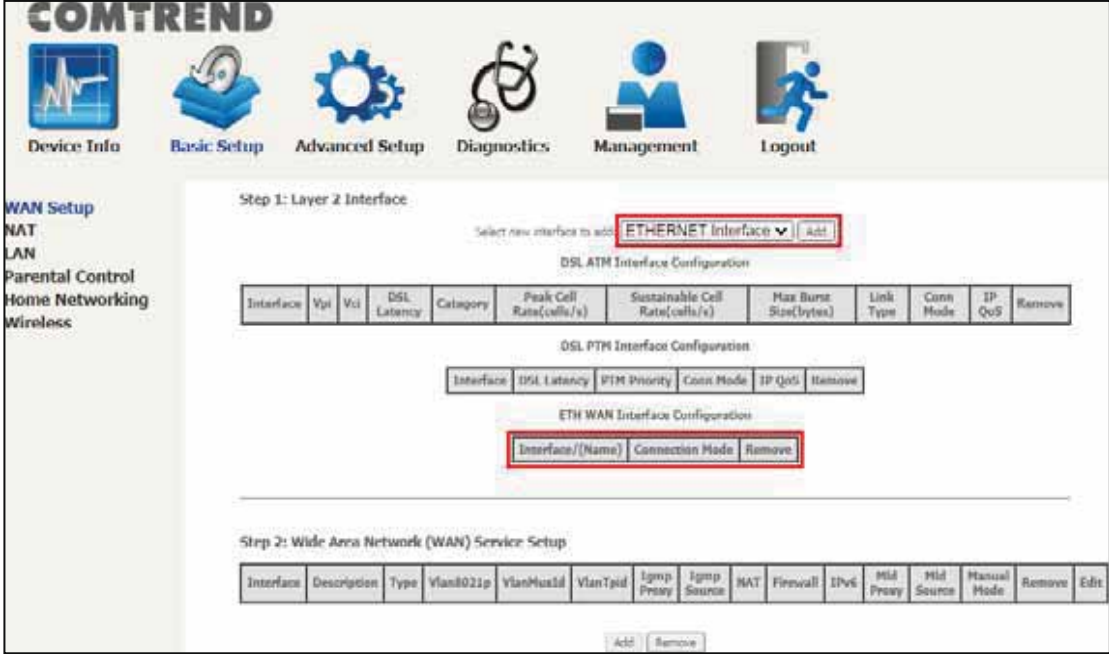 COMTREND
Device Info Basic Setup Advanced Setup Diagnostics Management Logout
WAN Setup
NAT
LAN
Parental Control
Home Networking
Wireless
Step 1: Layer 2 Interface
Select new interface to add: ETHERNET Interface Add
DSL ATM Interface Configuration
Interface Vpi Vci DSL Latency Category Peak Cell Rate(cells/s) Sustainable Cell Rate(cells/s) Max Burst Size(bytes) Link Type Conn Mode IP QoS Remove
DSL PTM Interface Configuration
Interface DSL Latency PTM Priority Conn Mode IP QoS Remove
ETH WAN Interface Configuration
Interface/(Name) Connection Mode Remove
Step 2: Wide Area Network (WAN) Service Setup
Interface Description Type Vlan8021p VlanMuxId VlanTpid Igmp Proxy Igmp Source NAT Firewall IPv6 Mld Proxy Mld Source Manual Mode Remove Edit
Add Remove